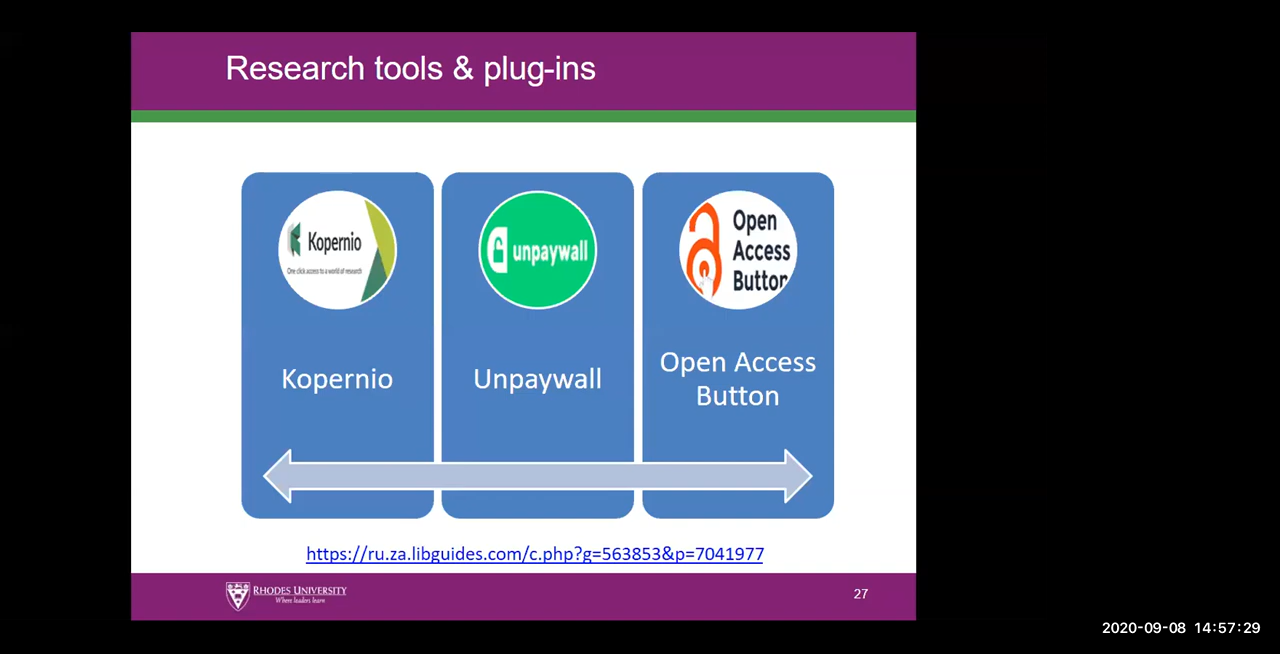 Research tools & plug-ins
Kopernio
One click access to a world of research
unpaywall
Open
Access
Button
Kopernio
Unpaywall
Open Access
Button
https://ru.za.libguides.com/c.php?g=563853&p=7041977
RHODES UNIVERSITY
Where leaders learn
27
2020-09-08 14:57:29